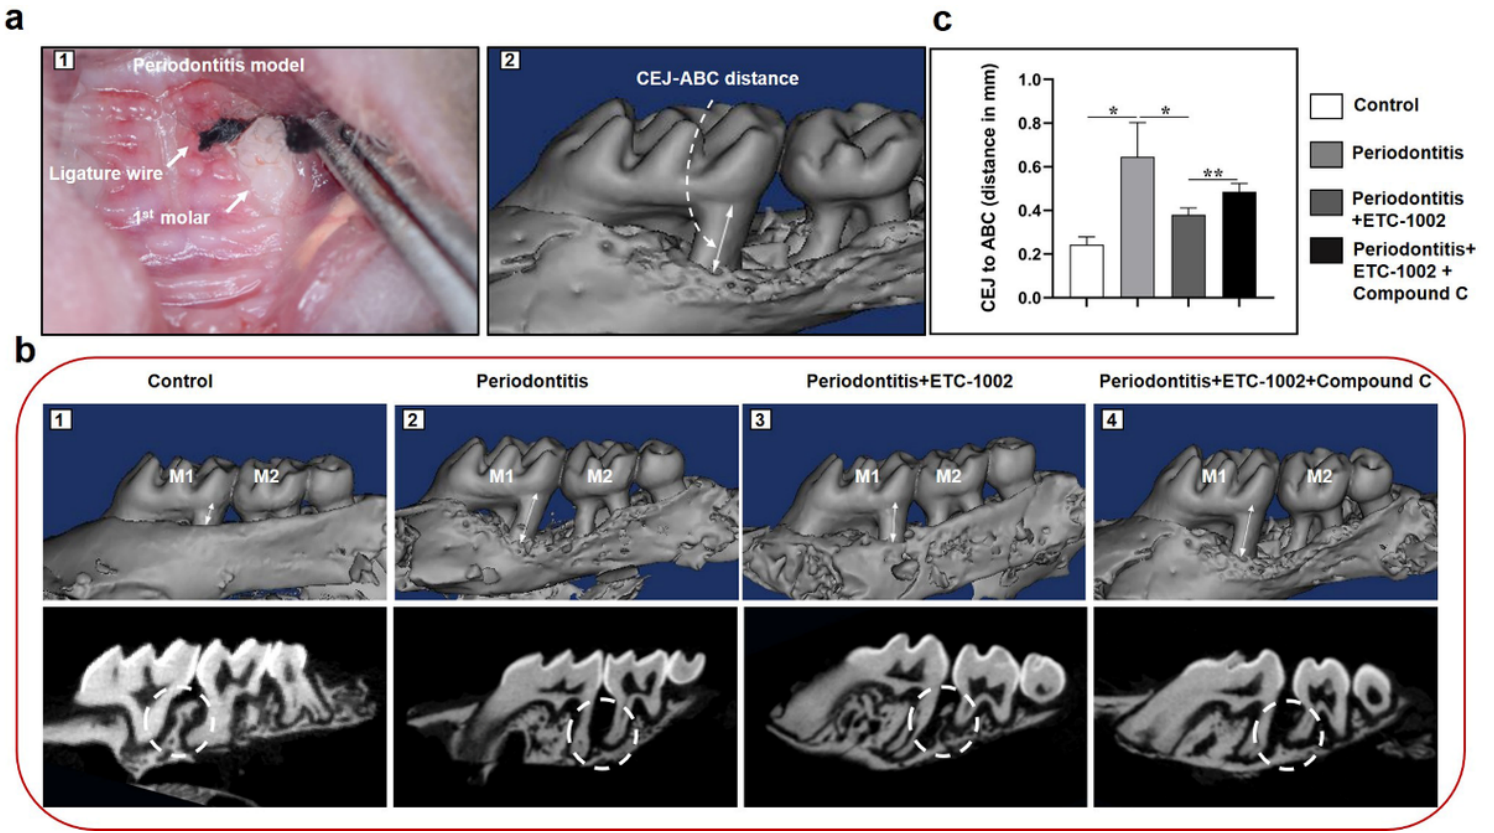 a
1
Periodontitis model
Ligature wire
1st molar
2
CEJ-ABC distance
c
CEJ to ABC (distance in mm)
1.0
0.8
0.6
0.4
0.2
0.0
*
*
**
Control
Periodontitis
Periodontitis
+ETC-1002
Periodontitis+
ETC-1002 +
Compound C
b
Control
Periodontitis
Periodontitis+ETC-1002
Periodontitis+ETC-1002+Compound C
1
M1
M2
2
M1
M2
3
M1
M2
4
M1
M2